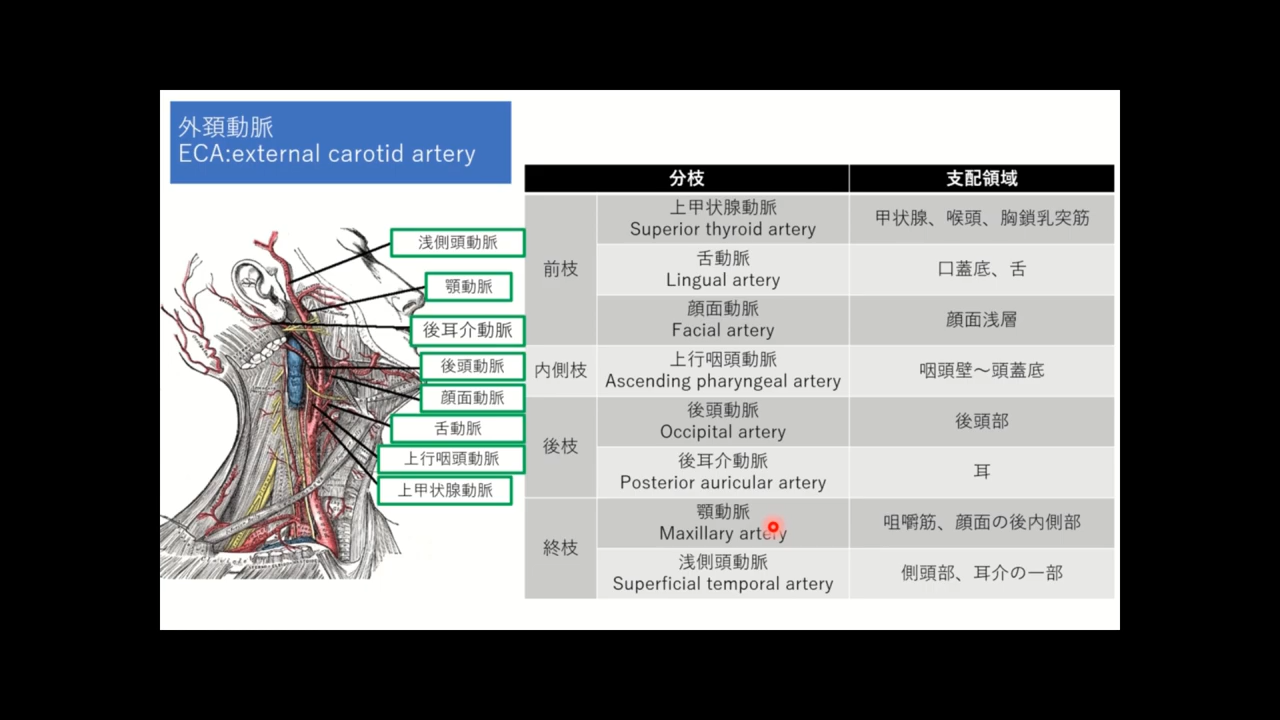 外頚動脈
ECA:external carotid artery
浅側頭動脈
顎動脈
後耳介動脈
後頭動脈
顔面動脈
舌動脈
上行咽頭動脈
上甲状腺動脈
分枝
支配領域
前枝
上甲状腺動脈
Superior thyroid artery
甲状腺、喉頭、胸鎖乳突筋
舌動脈
Lingual artery
口蓋底、舌
顔面動脈
Facial artery
顔面浅層
内側枝
上行咽頭動脈
Ascending pharyngeal artery
咽頭壁～頭蓋底
後枝
後頭動脈
Occipital artery
後頭部
後耳介動脈
Posterior auricular artery
耳
終枝
顎動脈
Maxillary artery
咀嚼筋、顔面の後内側部
浅側頭動脈
Superficial temporal artery
側頭部、耳介の一部